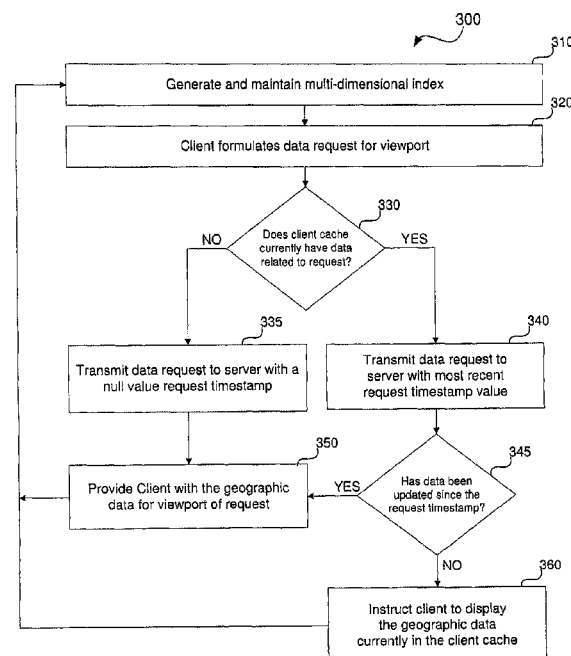 300
310
Generate and maintain multi-dimensional index
320
Client formulates data request for viewport
330
Does client cache
currently have data
related to request?
NO
YES
335
Transmit data request to server with a
null value request timestamp
340
Transmit data request to
server with most recent
request timestamp value
345
Has data been
updated since the
request timestamp?
350
Provide Client with the geographic
data for viewport of request
YES
NO
360
Instruct client to display
the geographic data
currently in the client cache